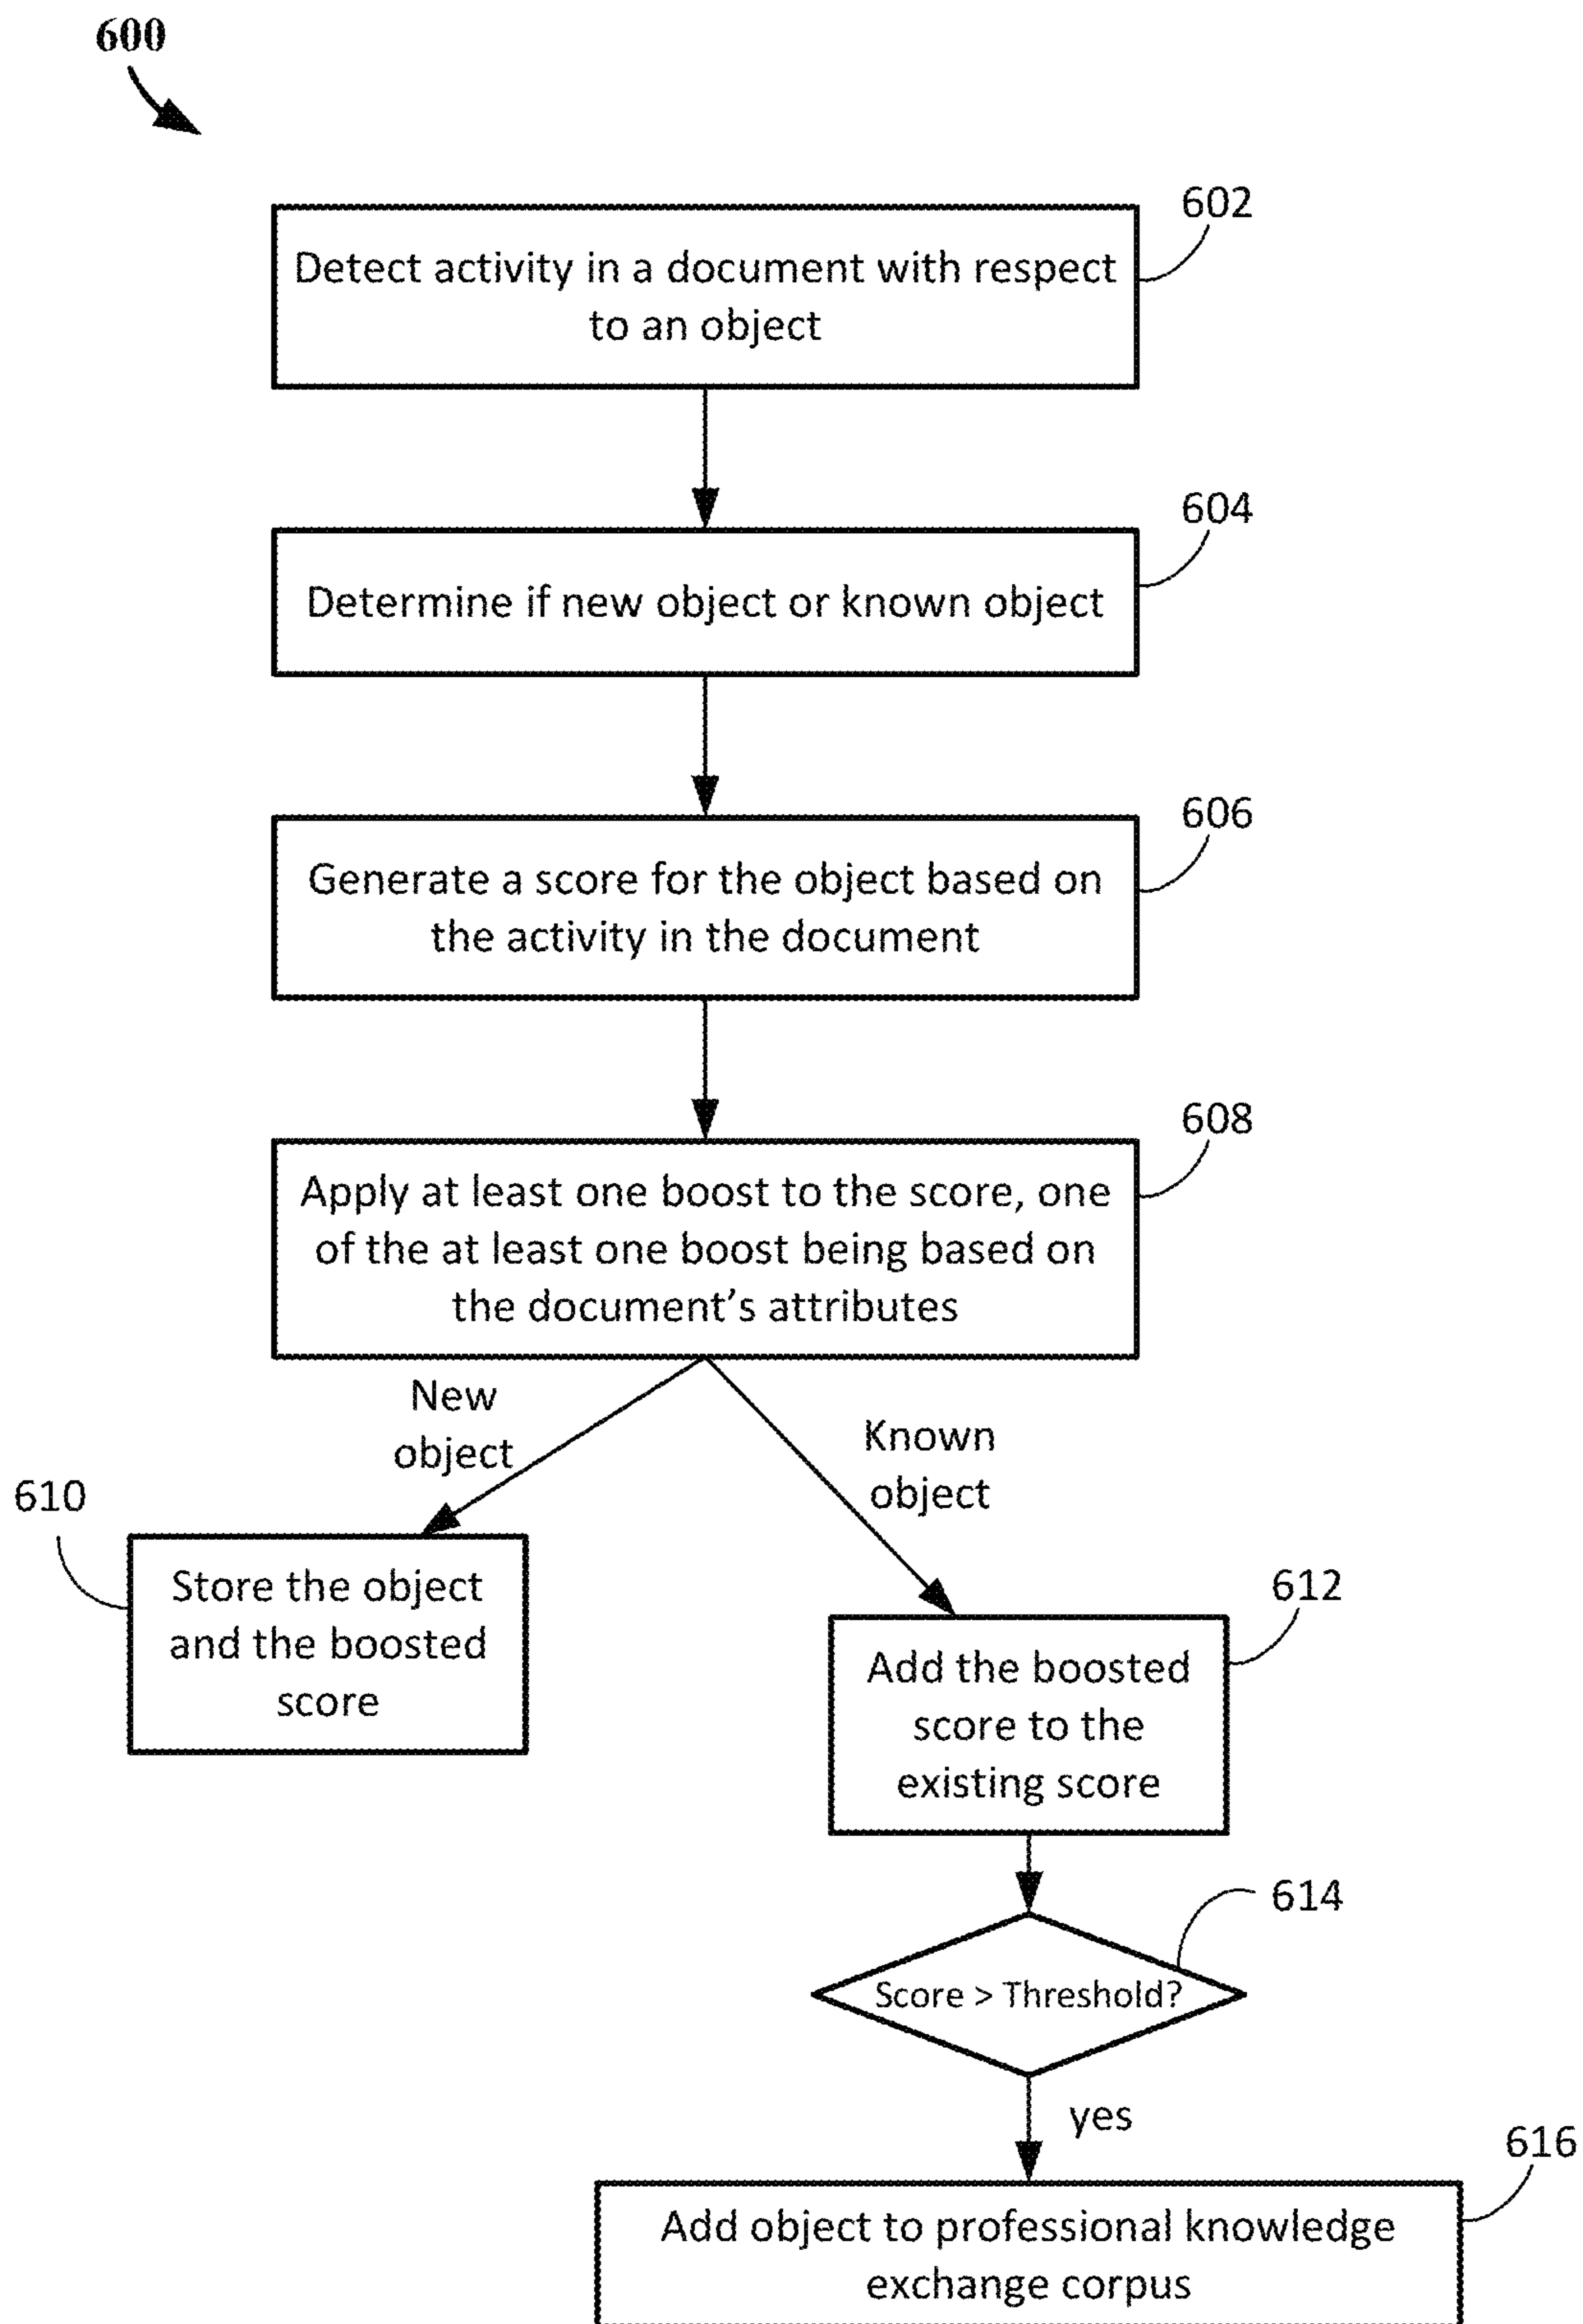 600
602
Detect activity in a document with respect
to an object
604
Determine if new object or known object
606
Generate a score for the object based on
the activity in the document
608
Apply at least one boost to the score, one
of the at least one boost being based on
the document's attributes
New
object
Known
object
610
Store the object
and the boosted
score
612
Add the boosted
score to the
existing score
614
Score > Threshold?
yes
616
Add object to professional knowledge
exchange corpus